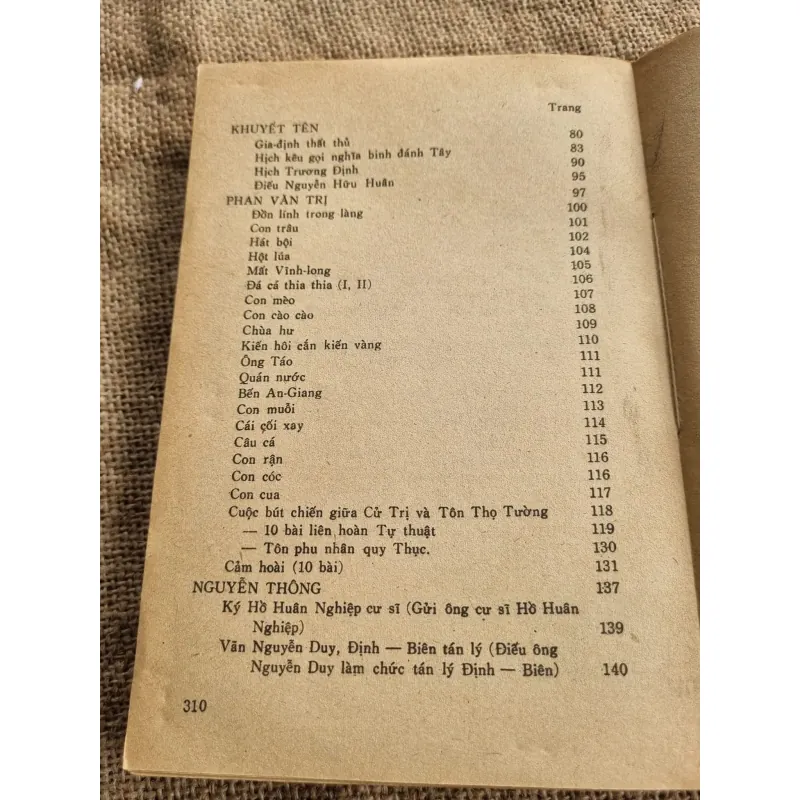 Trang
KHUYẾT TÊN
Gia-định thất thủ 80
Hịch kêu gọi nghĩa binh đánh Tây 83
Hịch Trương Định 90
Điếu Nguyễn Hữu Huân 95
PHAN VĂN TRỊ 97
Đồn lính trong làng 100
Con trâu 101
Hát bội 102
Hột lúa 104
Mất Vĩnh-long 105
Đá cá thia thia (I, II) 106
Con mèo 107
Con cào cào 108
Chùa hư 109
Kiến hôi cắn kiến vàng 110
Ông Táo 111
Quán nước 111
Bến An-Giang 112
Con muỗi 113
Cái cối xay 114
Câu cá 115
Con rận 116
Con cóc 116
Con cua 117
Cuộc bút chiến giữa Cử Trị và Tôn Thọ Tường 118
— 10 bài liên hoàn Tự thuật 119
— Tôn phu nhân quy Thục. 130
Cảm hoài (10 bài) 131
NGUYỄN THÔNG 137
Ký Hồ Huân Nghiệp cư sĩ (Gửi ông cư sĩ Hồ Huân
Nghiệp) 139
Vãn Nguyễn Duy, Định — Biên tán lý (Điếu ông
Nguyễn Duy làm chức tán lý Định — Biên) 140
310